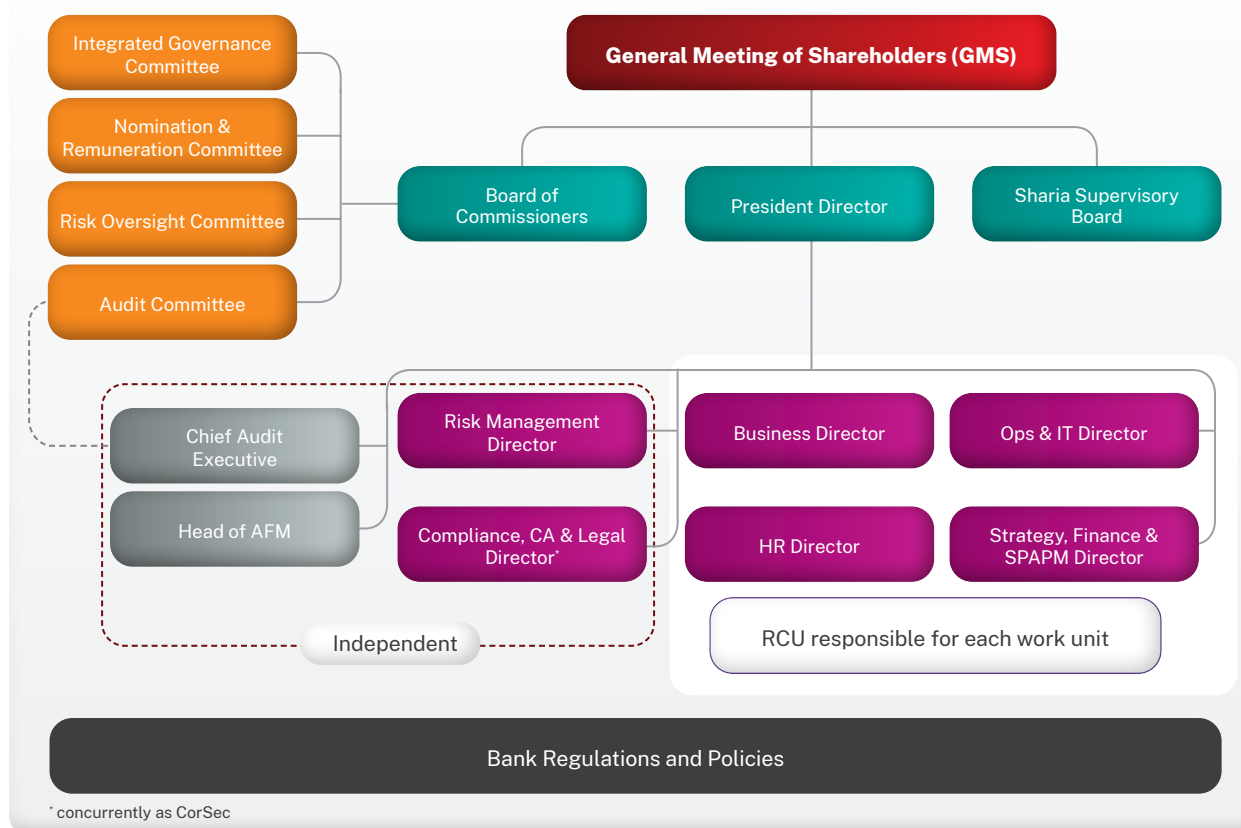 Integrated Governance
Committee
General Meeting of Shareholders (GMS)
Nomination &
Remuneration Committee
Risk Oversight Committee
Audit Committee
Board of
Commissioners
President Director
Sharia Supervisory
Board
Chief Audit
Executive
Head of AFM
Risk Management
Director
Compliance, CA & Legal
Director*
Independent
Business Director
Ops & IT Director
HR Director
Strategy, Finance &
SPAPM Director
RCU responsible for each work unit
Bank Regulations and Policies
* concurrently as CorSec